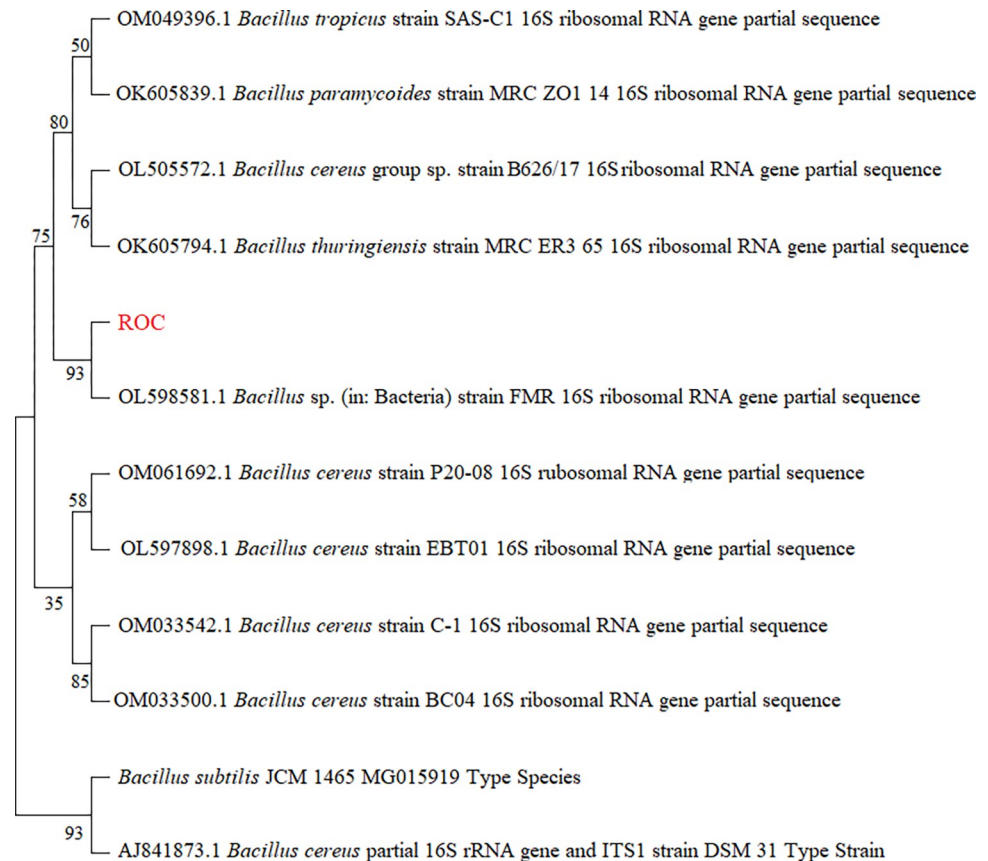 OM049396.1 Bacillus tropicus strain SAS-C1 16S ribosomal RNA gene partial sequence
50
OK605839.1 Bacillus paramycoides strain MRC ZO1 14 16S ribosomal RNA gene partial sequence
80
OL505572.1 Bacillus cereus group sp. strain B626/17 16S ribosomal RNA gene partial sequence
76
75
OK605794.1 Bacillus thuringiensis strain MRC ER3 65 16S ribosomal RNA gene partial sequence
ROC
93
OL598581.1 Bacillus sp. (in: Bacteria) strain FMR 16S ribosomal RNA gene partial sequence
OM061692.1 Bacillus cereus strain P20-08 16S rubosomal RNA gene partial sequence
58
OL597898.1 Bacillus cereus strain EBT01 16S ribosomal RNA gene partial sequence
35
OM033542.1 Bacillus cereus strain C-1 16S ribosomal RNA gene partial sequence
85
OM033500.1 Bacillus cereus strain BC04 16S ribosomal RNA gene partial sequence
Bacillus subtilis JCM 1465 MG015919 Type Species
93
AJ841873.1 Bacillus cereus partial 16S rRNA gene and ITS1 strain DSM 31 Type Strain